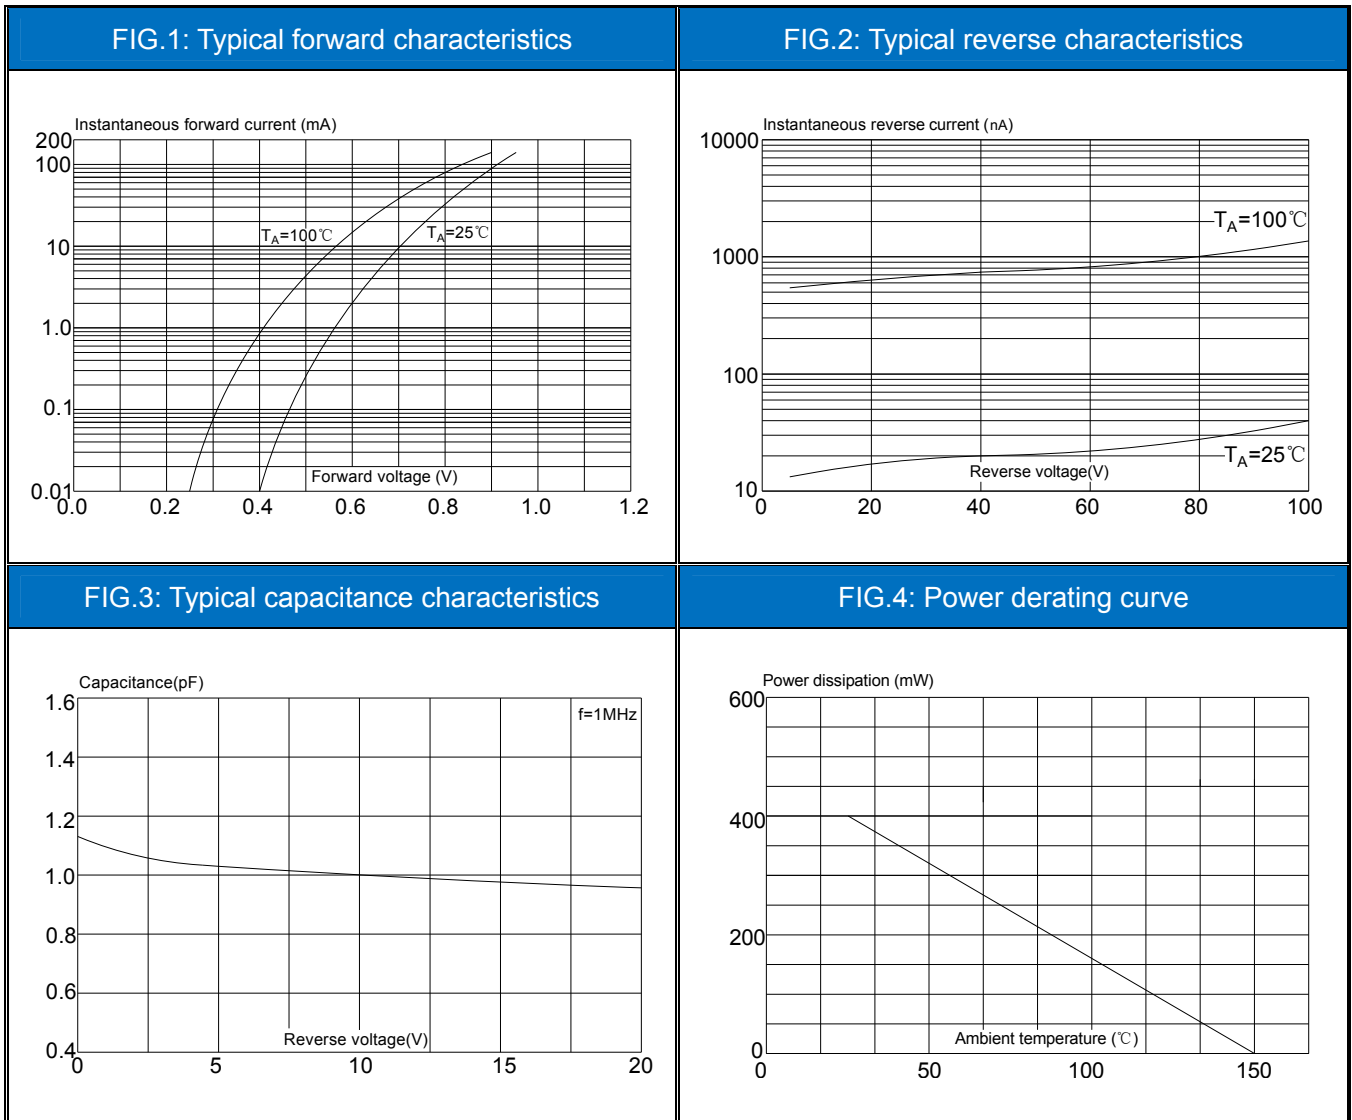 FIG.1: Typical forward characteristics
Instantaneous forward current (mA)
200
100
10
1.0
0.1
0.01
TA=100℃
TA=25℃
Forward voltage (V)
0.0 0.2 0.4 0.6 0.8 1.0 1.2
FIG.2: Typical reverse characteristics
Instantaneous reverse current (nA)
10000
1000
100
10
TA=100℃
TA=25℃
Reverse voltage(V)
0 20 40 60 80 100
FIG.3: Typical capacitance characteristics
Capacitance(pF)
1.6
1.4
1.2
1.0
0.8
0.6
0.4
f=1MHz
Reverse voltage(V)
0 5 10 15 20
FIG.4: Power derating curve
Power dissipation (mW)
600
400
200
0
Ambient temperature (℃)
0 50 100 150